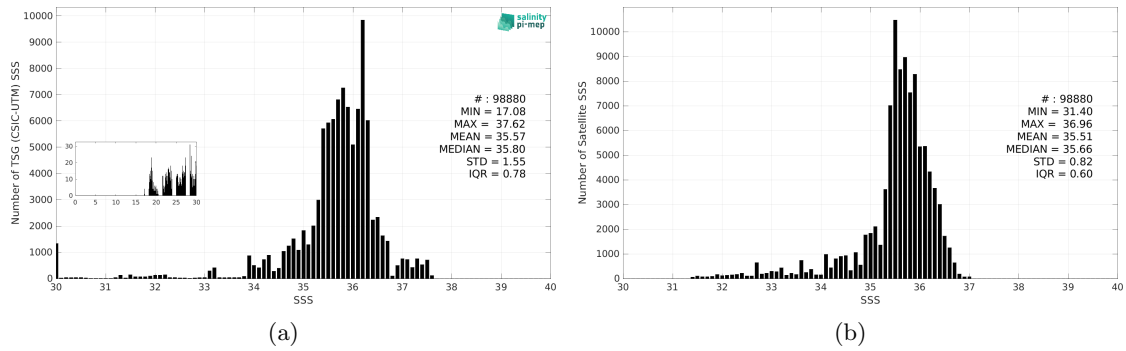 10000
9000
8000
7000
6000
5000
4000
3000
2000
1000
0
Number of TSG (CSIC-UTM) SSS
salinity
pi-mep
# : 98880
MIN = 17.08
MAX = 37.62
MEAN = 35.57
MEDIAN = 35.80
STD = 1.55
IQR = 0.78
30
20
10
0
0 5 10 15 20 25 30
30 31 32 33 34 35 36 37 38 39 40
SSS
(a)
10000
9000
8000
7000
6000
5000
4000
3000
2000
1000
0
Number of Satellite SSS
# : 98880
MIN = 31.40
MAX = 36.96
MEAN = 35.51
MEDIAN = 35.66
STD = 0.82
IQR = 0.60
30 31 32 33 34 35 36 37 38 39 40
SSS
(b)